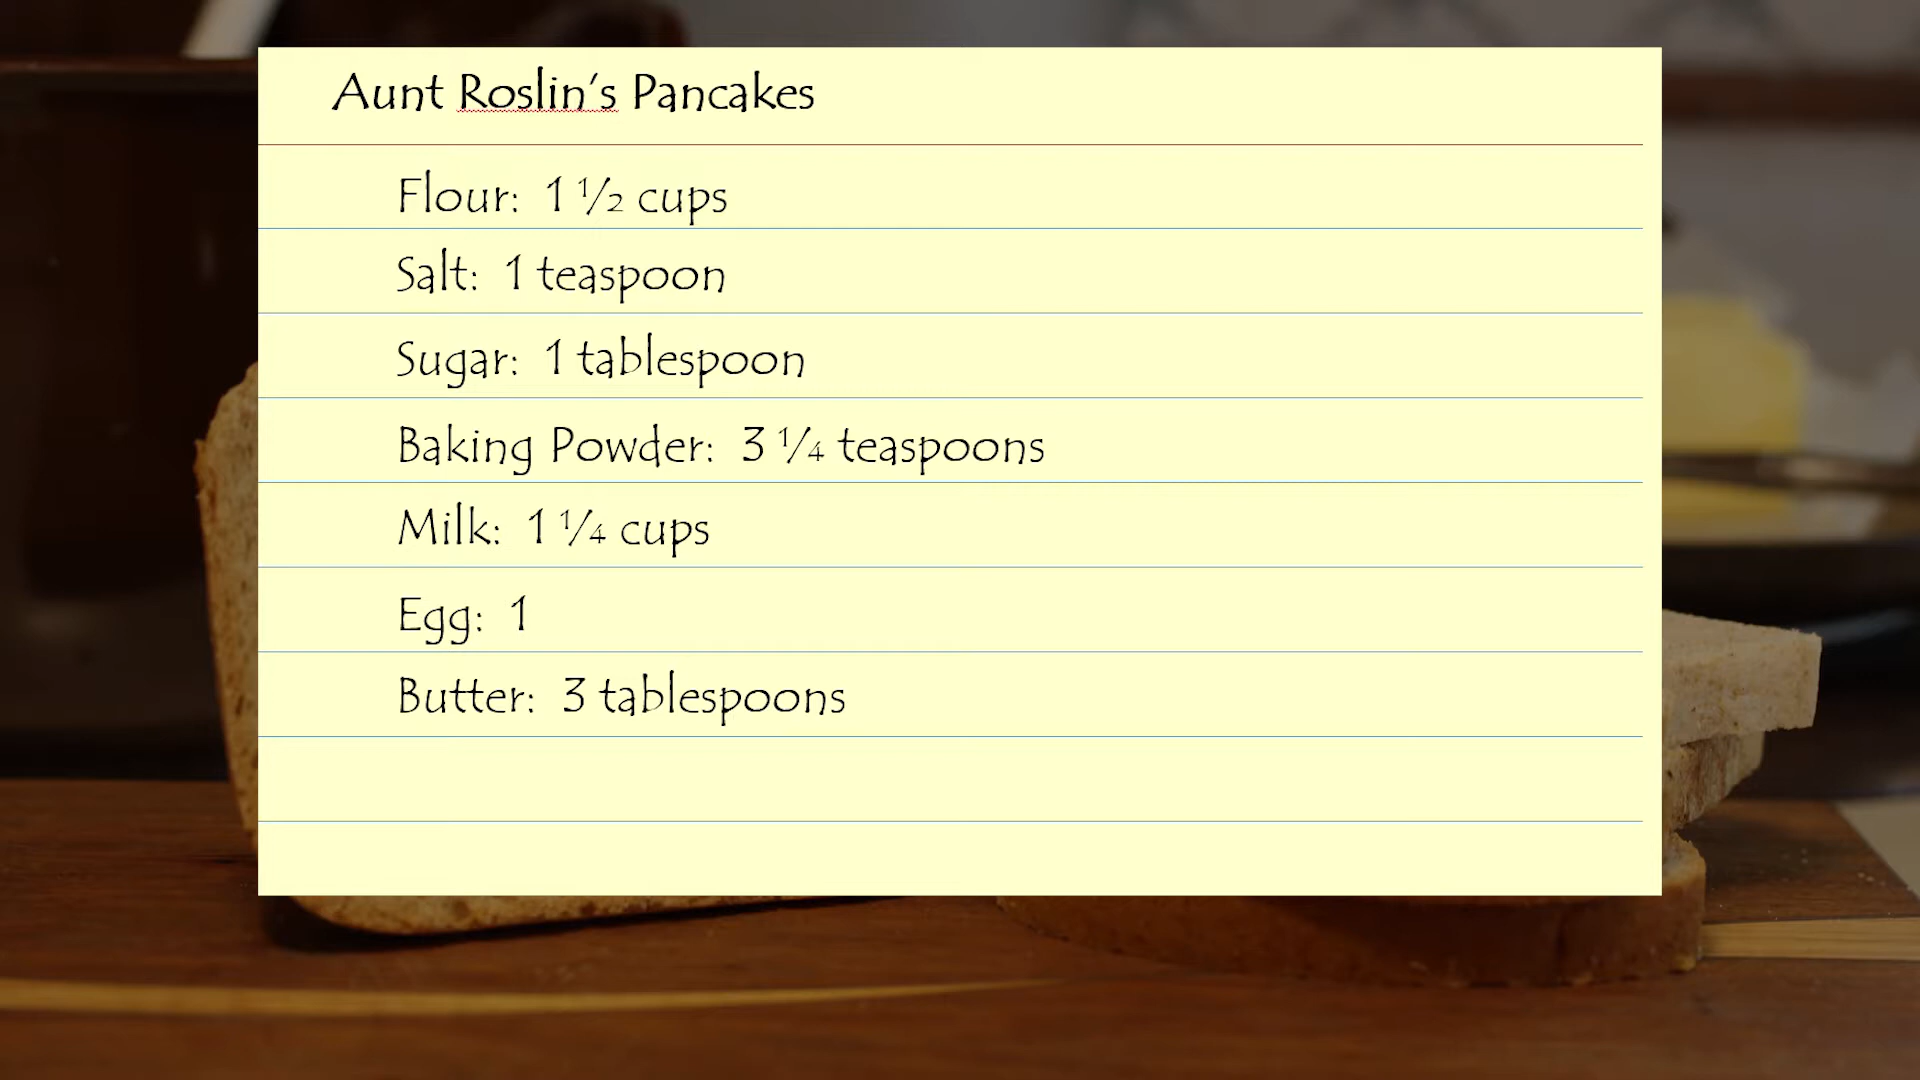 Aunt Roslin's Pancakes
Flour: 1 ½ cups
Salt: 1 teaspoon
Sugar: 1 tablespoon
Baking Powder: 3 ¼ teaspoons
Milk: 1 ¼ cups
Egg: 1
Butter: 3 tablespoons